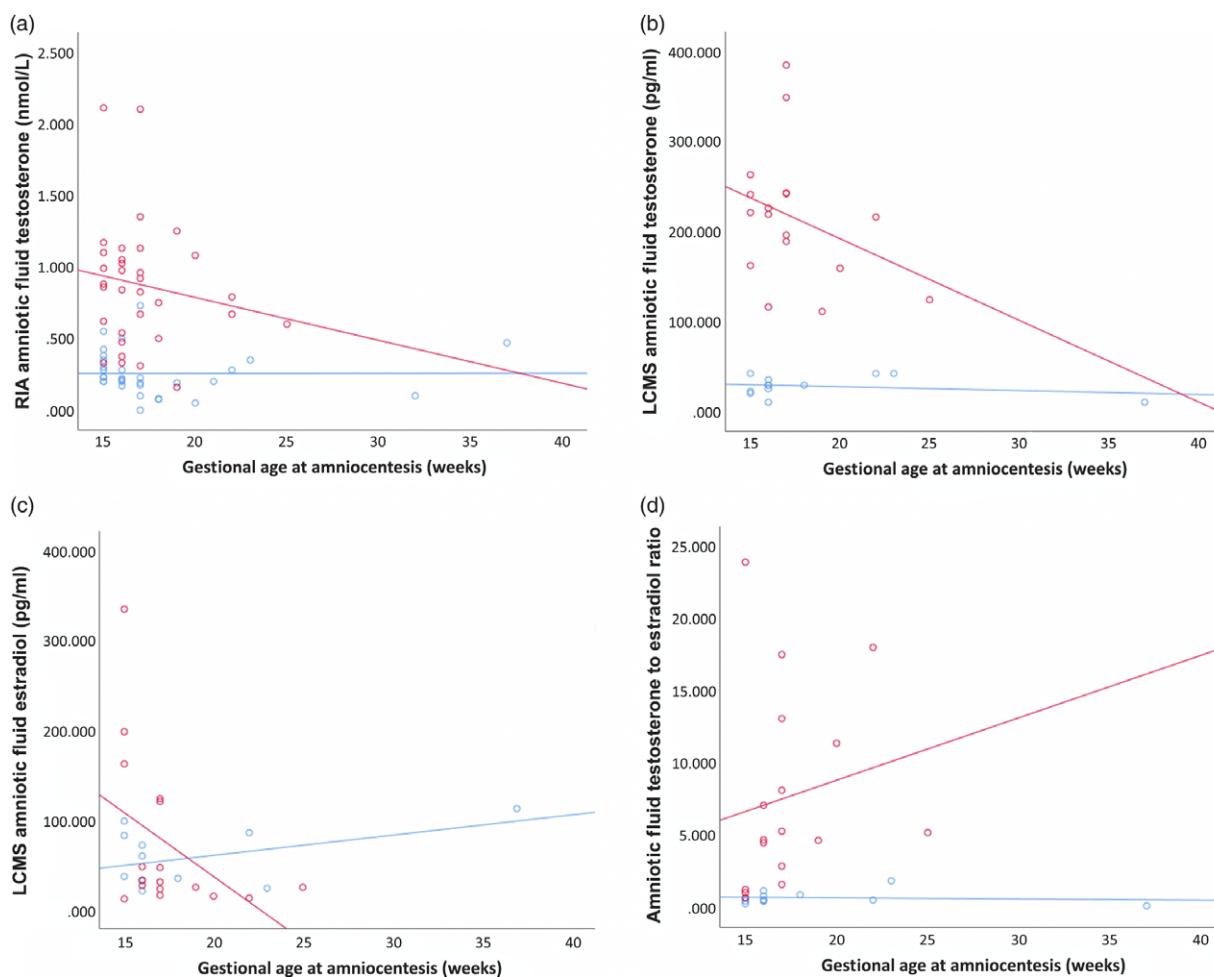 (a)
RIA amniotic fluid testosterone (nmol/L)
2.500
2.000
1.500
1.000
.500
.000
15 20 25 30 35 40
Gestional age at amniocentesis (weeks)
(b)
LCMS amniotic fluid testosterone (pg/ml)
400.000
300.000
200.000
100.000
.000
15 20 25 30 35 40
Gestional age at amniocentesis (weeks)
(c)
LCMS amniotic fluid estradiol (pg/ml)
400.000
300.000
200.000
100.000
.000
15 20 25 30 35 40
Gestional age at amniocentesis (weeks)
(d)
Amniotic fluid testosterone to estradiol ratio
25.000
20.000
15.000
10.000
5.000
.000
15 20 25 30 35 40
Gestional age at amniocentesis (weeks)